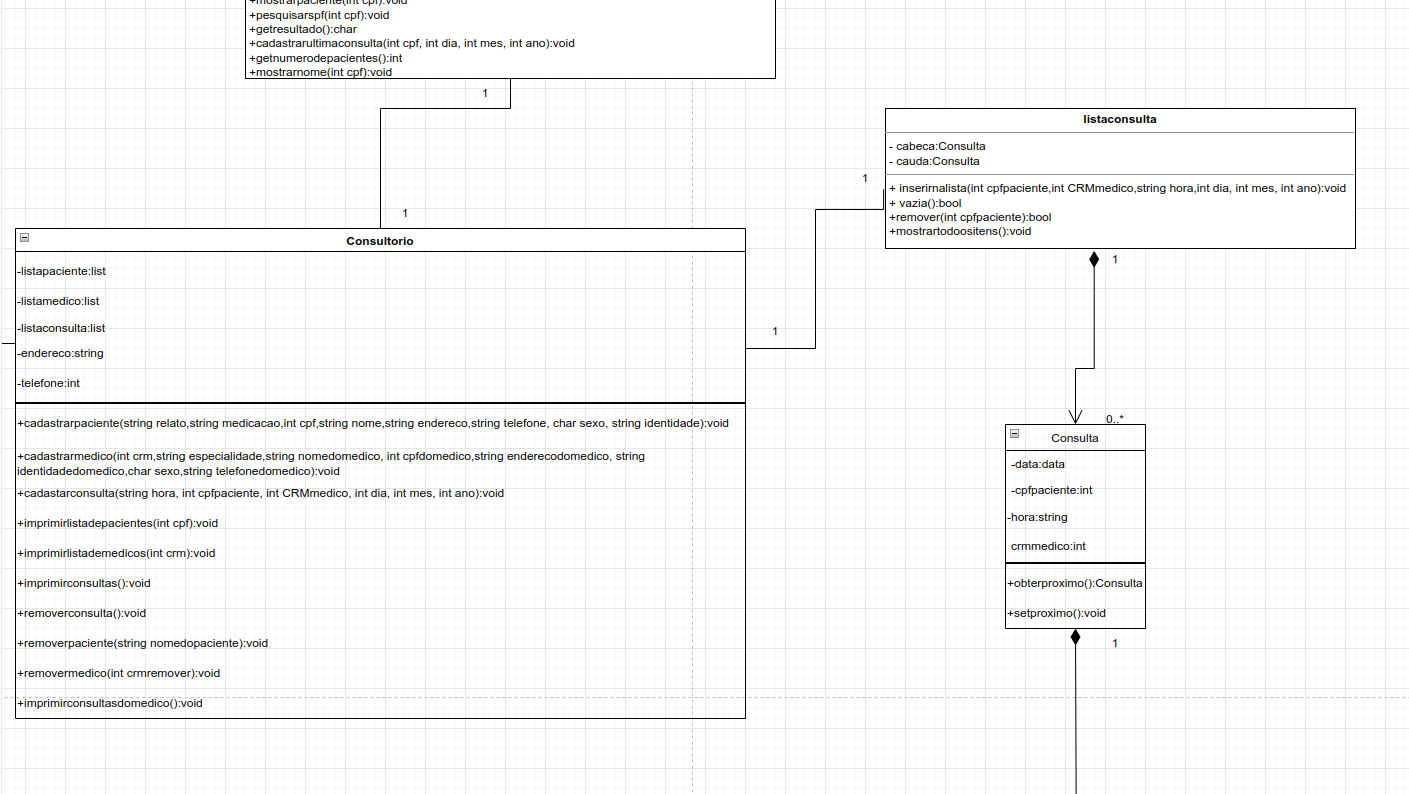 +mostrarpaciente(int cpf):void
+pesquisarspf(int cpf):void
+getresultado():char
+cadastrarultimaconsulta(int cpf, int dia, int mes, int ano):void
+getnumerodepacientes():int
+mostrarnome(int cpf):void
1
1
listaconsulta
- cabeca:Consulta
- cauda:Consulta
+ inserirnalista(int cpfpaciente,int CRMmedico,string hora,int dia, int mes, int ano):void
+ vazia():bool
+remover(int cpfpaciente):bool
+mostrartodoositens():void
1
1
1
0..*
Consultorio
-listapaciente:list
-listamedico:list
-listaconsulta:list
-endereco:string
-telefone:int
+cadastrarpaciente(string relato,string medicacao,int cpf,string nome,string endereco,string telefone, char sexo, string identidade):void
+cadastrarmedico(int crm,string especialidade,string nomedomedico, int cpfdomedico,string enderecodomedico, string
identidadedomedico,char sexo,string telefonedomedico):void
+cadastarconsulta(string hora, int cpfpaciente, int CRMmedico, int dia, int mes, int ano):void
+imprimirlistadepacientes(int cpf):void
+imprimirlistademedicos(int crm):void
+imprimirconsultas():void
+removerconsulta():void
+removerpaciente(string nomedopaciente):void
+removermedico(int crmremover):void
+imprimirconsultasdomedico():void
Consulta
-data:data
-cpfpaciente:int
-hora:string
crmmedico:int
+obterproximo():Consulta
+setproximo():void
1